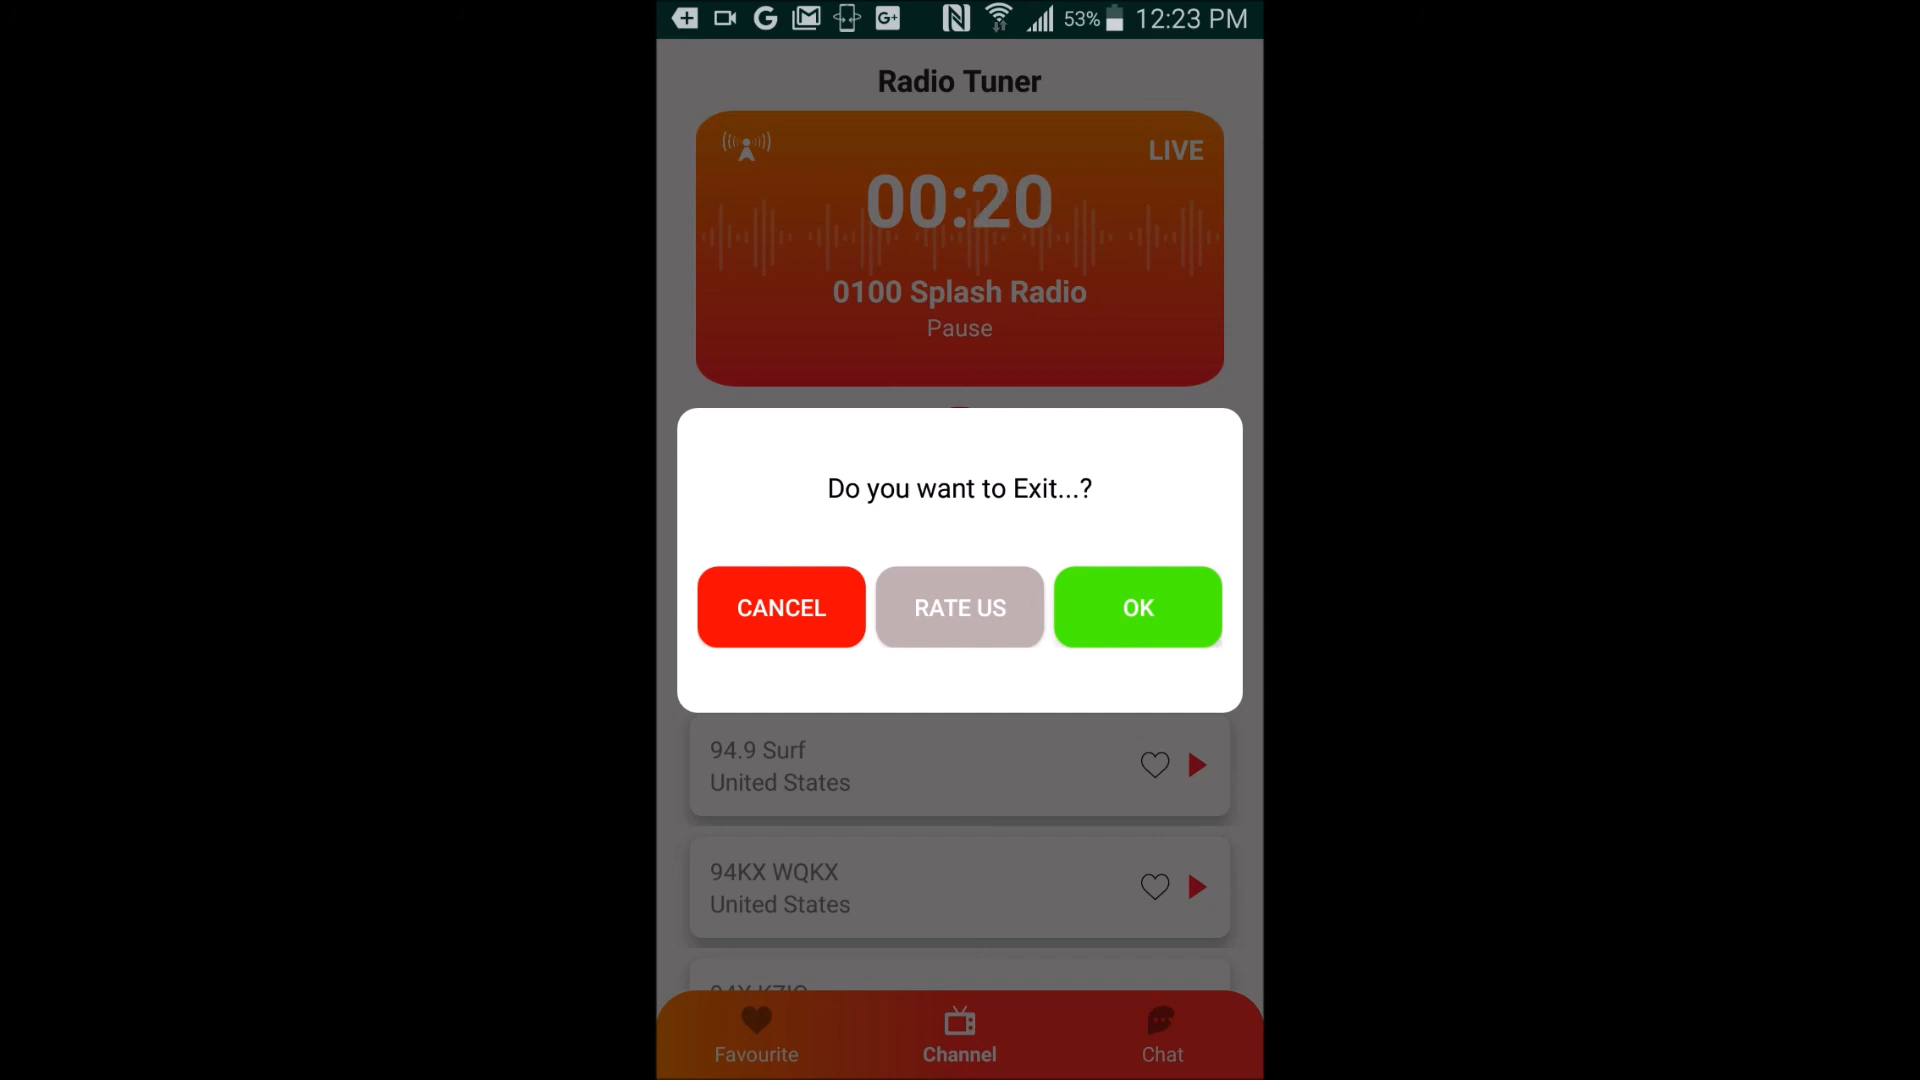 53% 12:23 PM
Radio Tuner
LIVE
00:20
0100 Splash Radio
Pause
Do you want to Exit...?
CANCEL RATE US OK
94.9 Surf
United States
94KX WQKX
United States
Favourite Channel Chat